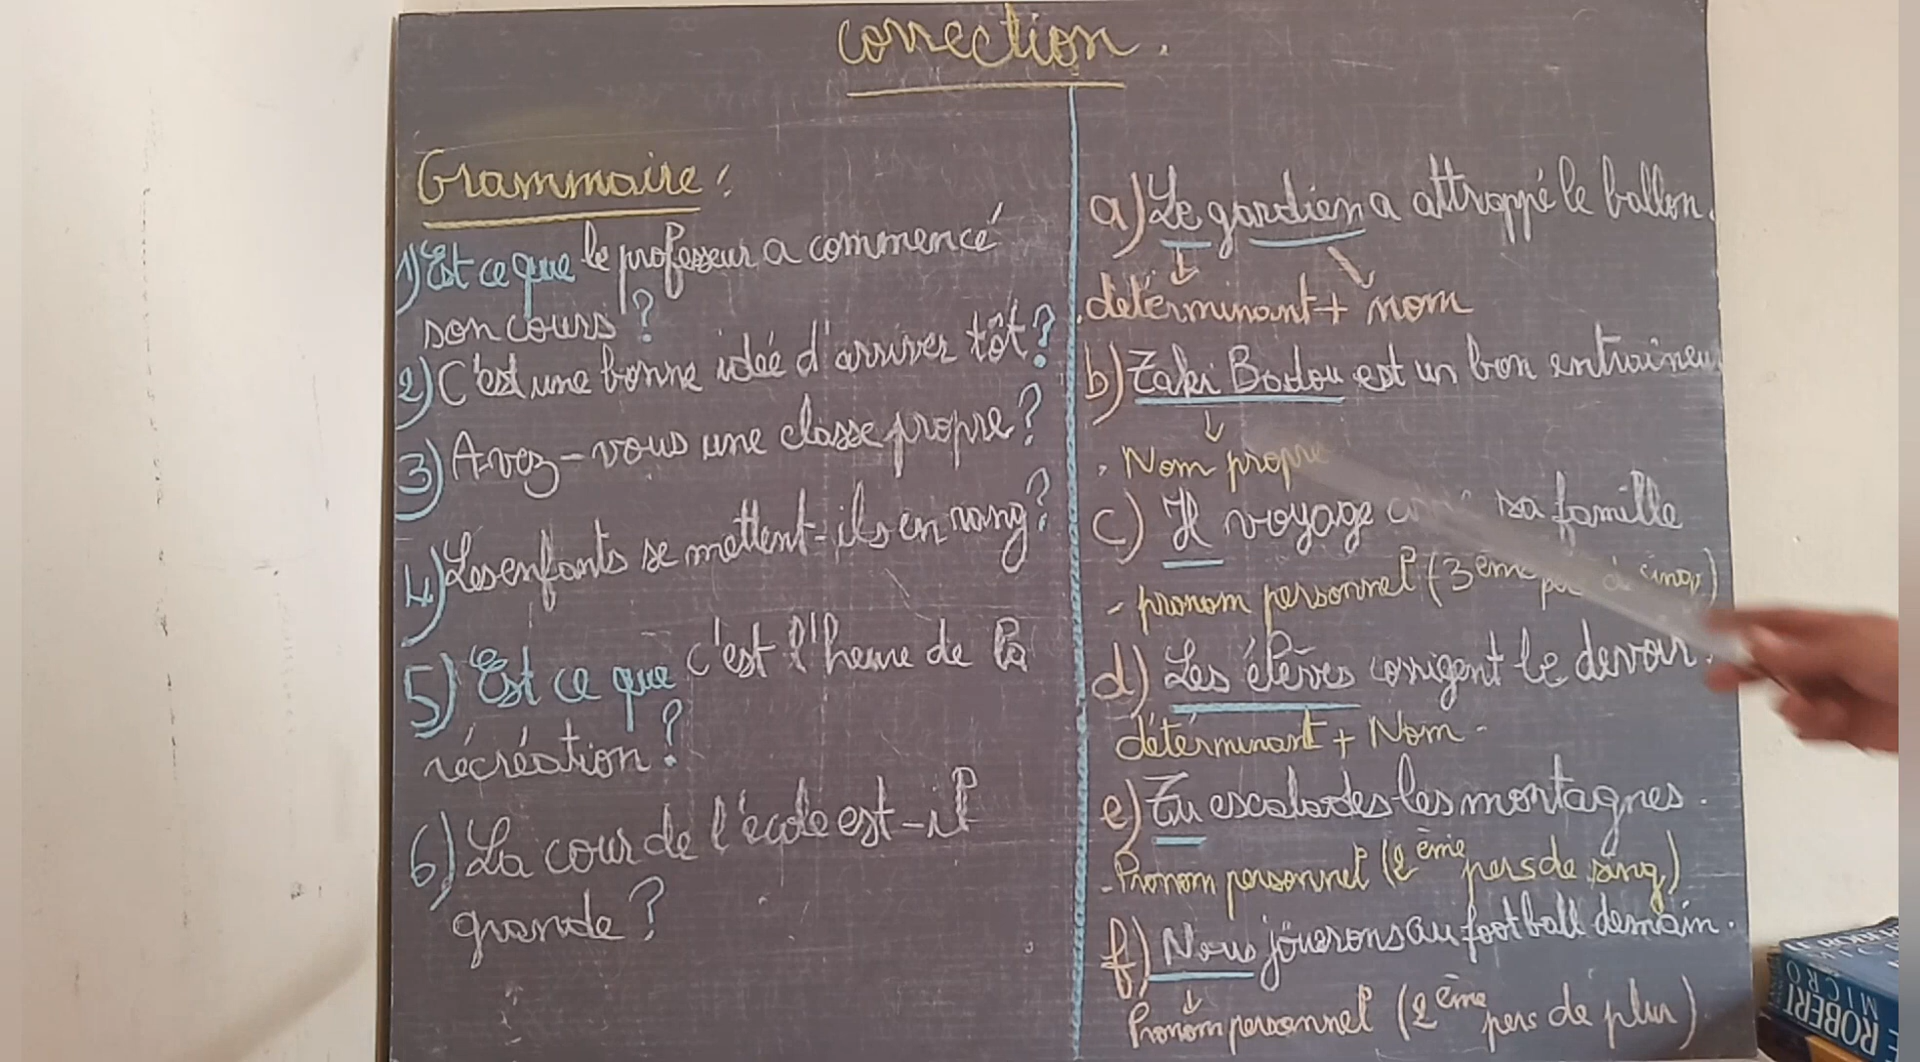 correction.
Grammaire:
1) Est ce que le professeur a commencé
son cours ?
2) C'est une bonne idée d'arriver tôt ?
3) Avez-vous une classe propre ?
4) Les enfants se mettent-ils en rang ?
5) Est ce que c'est l'heure de la
récréation ?
6) La cour de l'école est-il
grande ?
a) Le gardien a attrappé le ballon.
déterminant + nom
b) Zaki Badou est un bon entraineu
. Nom propre
c) Il voyage sa famille
- pronom personnel (3ème sing)
d) Les élèves corrigent le devoir.
déterminant + Nom -
e) Tu escalades les montagnes.
- Pronom personnel (2ème pers de sing)
f) Nous jouerons au football demain.
Pronom personnel (2ème pers de plur)
ROBERT
MICRO